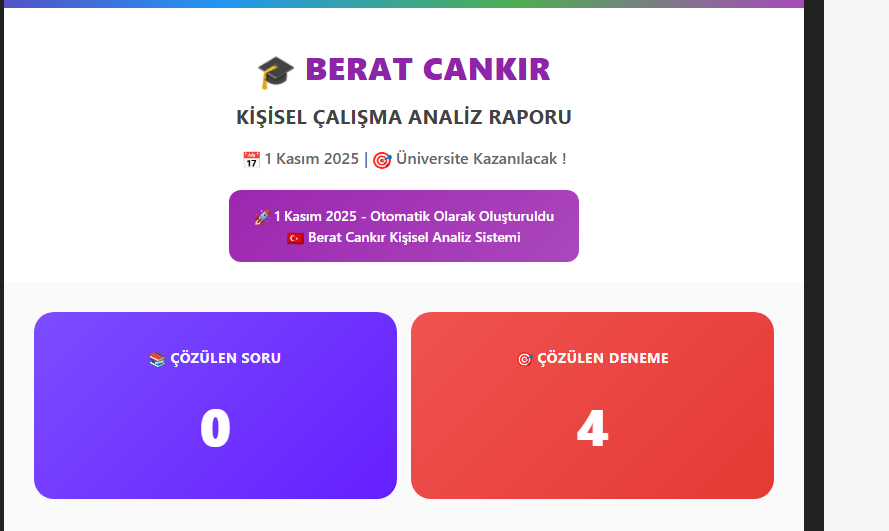 🎓 BERAT CANKIR
KİŞİSEL ÇALIŞMA ANALİZ RAPORU
📅 1 Kasım 2025 | 🎯 Üniversite Kazanılacak !
🚀 1 Kasım 2025 - Otomatik Olarak Oluşturuldu
🇹🇷 Berat Cankır Kişisel Analiz Sistemi
📚 ÇÖZÜLEN SORU
0
🎯 ÇÖZÜLEN DENEME
4